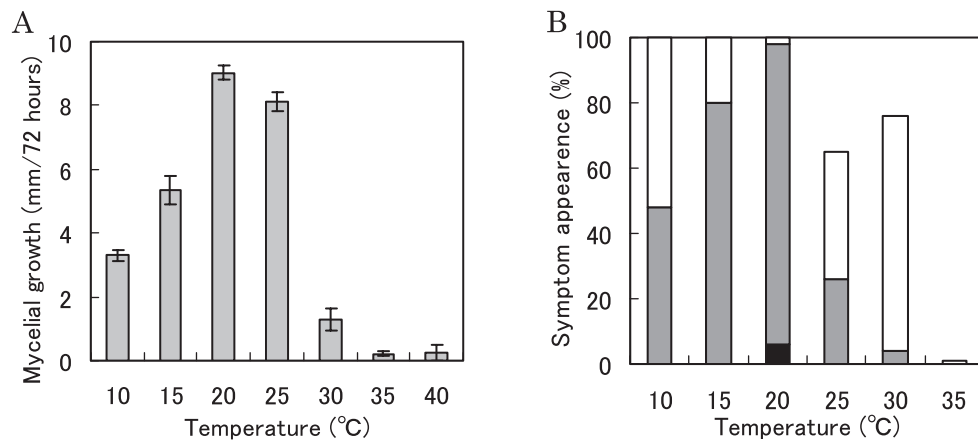 A
Mycelial growth (mm/72 hours)
10
8
6
4
2
0
10 15 20 25 30 35 40
Temperature (℃)
B
Symptom appearence (%)
100
80
60
40
20
0
10 15 20 25 30 35
Temperature (℃)